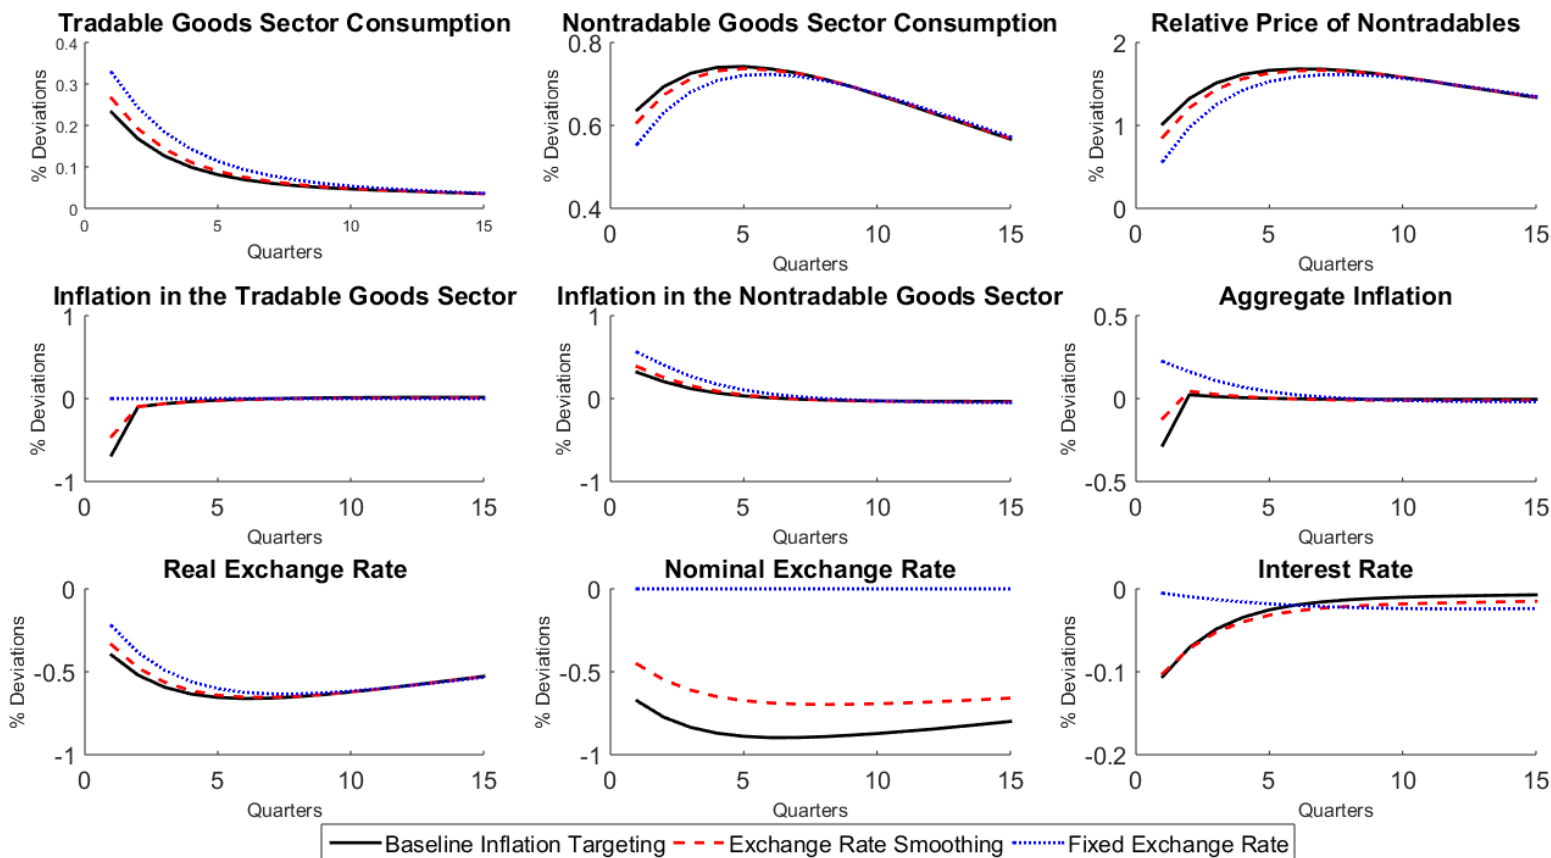 Tradable Goods Sector Consumption
0.4
0.3
0.2
0.1
0
0 5 10 15
% Deviations
Quarters
Nontradable Goods Sector Consumption
0.8
0.6
0.4
0 5 10 15
% Deviations
Quarters
Relative Price of Nontradables
2
1
0
0 5 10 15
% Deviations
Quarters
Inflation in the Tradable Goods Sector
1
0
-1
0 5 10 15
% Deviations
Quarters
Inflation in the Nontradable Goods Sector
1
0
-1
0 5 10 15
% Deviations
Quarters
Aggregate Inflation
0.5
0
-0.5
0 5 10 15
% Deviations
Quarters
Real Exchange Rate
0
-0.5
-1
0 5 10 15
% Deviations
Quarters
Nominal Exchange Rate
0
-0.5
-1
0 5 10 15
% Deviations
Quarters
Interest Rate
0
-0.1
-0.2
0 5 10 15
% Deviations
Quarters
Baseline Inflation Targeting Exchange Rate Smoothing Fixed Exchange Rate